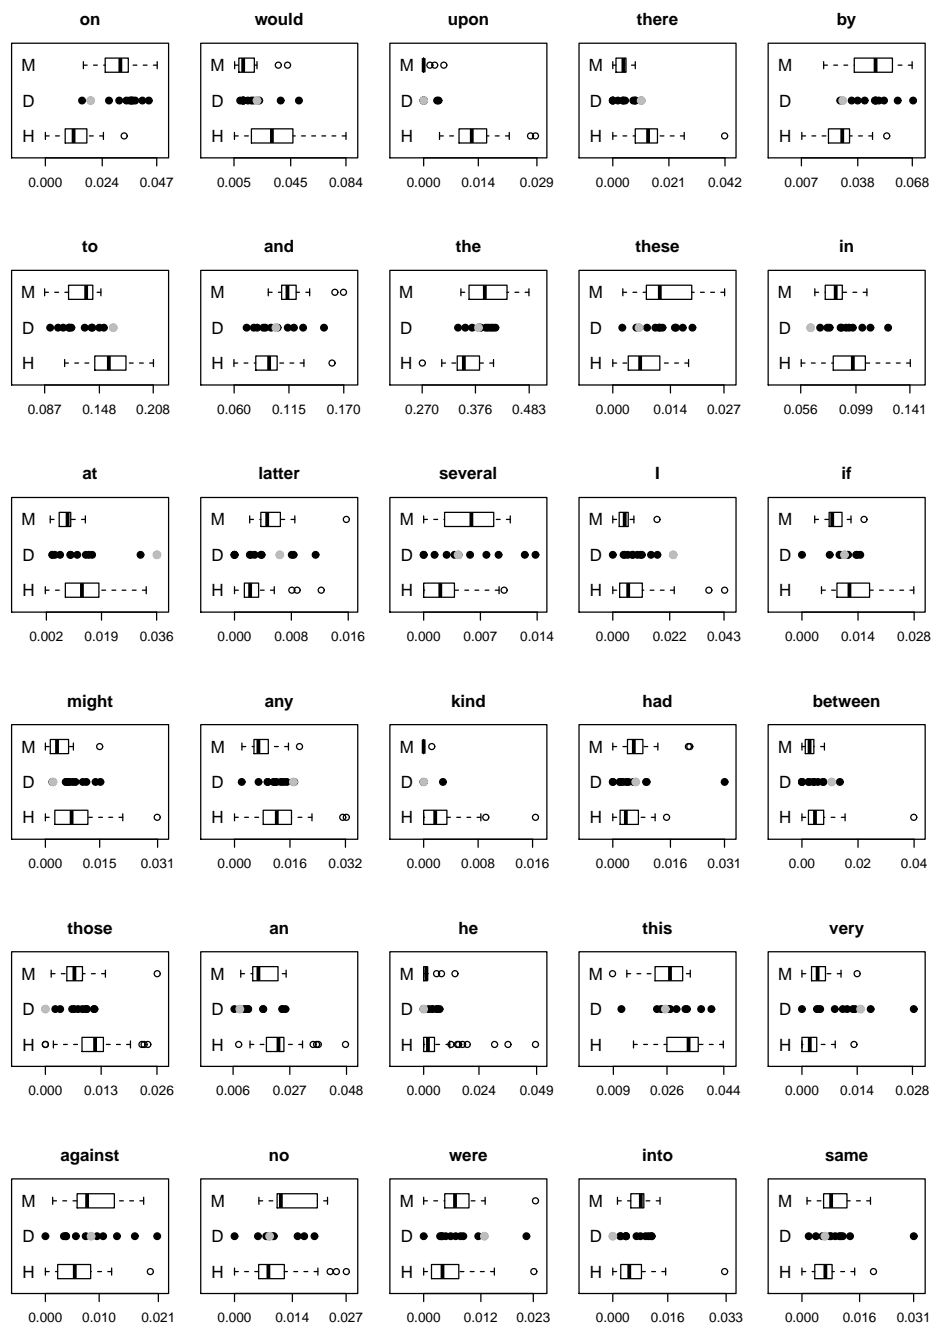 on would upon there by
M M M M M
D D D D D
H H H H H
0.000 0.024 0.047 0.005 0.045 0.084 0.000 0.014 0.029 0.000 0.021 0.042 0.007 0.038 0.068
to and the these in
M M M M M
D D D D D
H H H H H
0.087 0.148 0.208 0.060 0.115 0.170 0.270 0.376 0.483 0.000 0.014 0.027 0.056 0.099 0.141
at latter several I if
M M M M M
D D D D D
H H H H H
0.002 0.019 0.036 0.000 0.008 0.016 0.000 0.007 0.014 0.000 0.022 0.043 0.000 0.014 0.028
might any kind had between
M M M M M
D D D D D
H H H H H
0.000 0.015 0.031 0.000 0.016 0.032 0.000 0.008 0.016 0.000 0.016 0.031 0.00 0.02 0.04
those an he this very
M M M M M
D D D D D
H H H H H
0.000 0.013 0.026 0.006 0.027 0.048 0.000 0.024 0.049 0.009 0.026 0.044 0.000 0.014 0.028
against no were into same
M M M M M
D D D D D
H H H H H
0.000 0.010 0.021 0.000 0.014 0.027 0.000 0.012 0.023 0.000 0.016 0.033 0.000 0.016 0.031